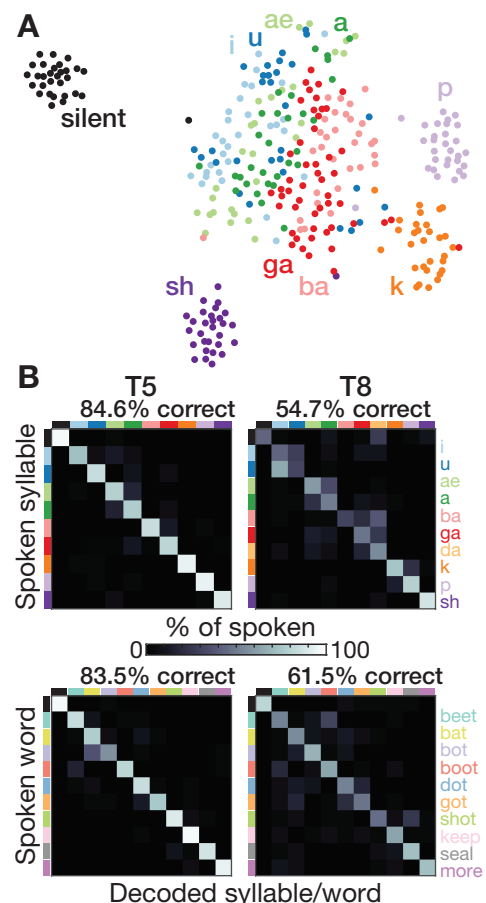 A
ae
a
u
i
p
silent
ga
sh
ba
k
B
T5
T8
84.6% correct
54.7% correct
Spoken syllable
i
u
ae
a
ba
ga
da
k
p
sh
% of spoken
0
100
83.5% correct
61.5% correct
Spoken word
beet
bat
bot
boot
dot
got
shot
keep
seal
more
Decoded syllable/word